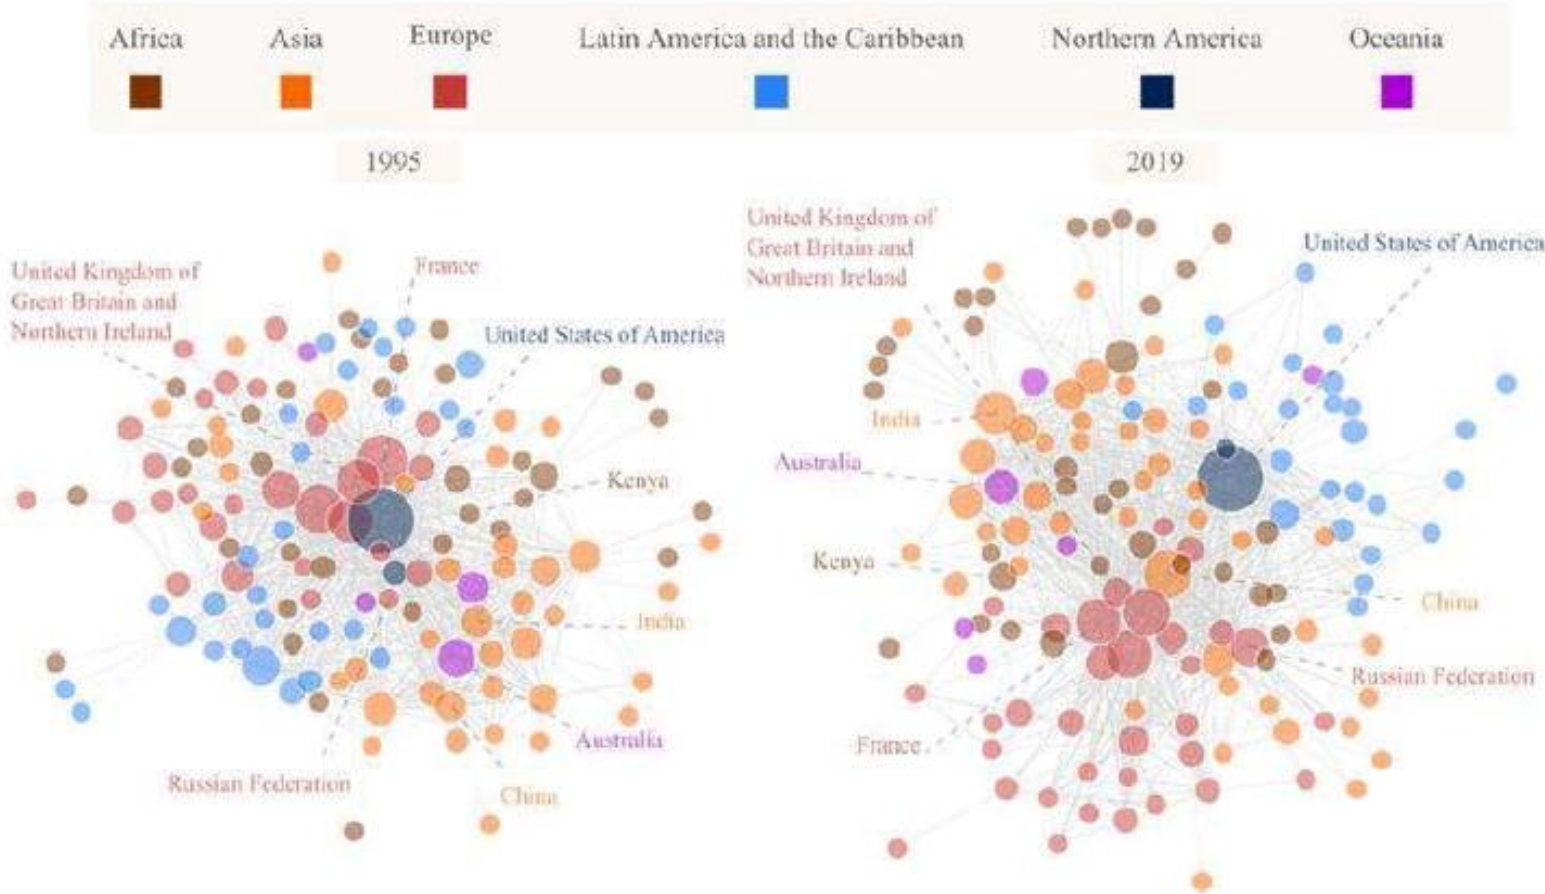 Africa
Asia
Europe
Latin America and the Caribbean
Northern America
Oceania
1995
2019
United Kingdom of
Great Britain and
Northern Ireland
France
United States of America
Kenya
India
Australia
China
Russian Federation
United Kingdom of
Great Britain and
Northern Ireland
United States of America
India
Australia
Kenya
China
Russian Federation
France